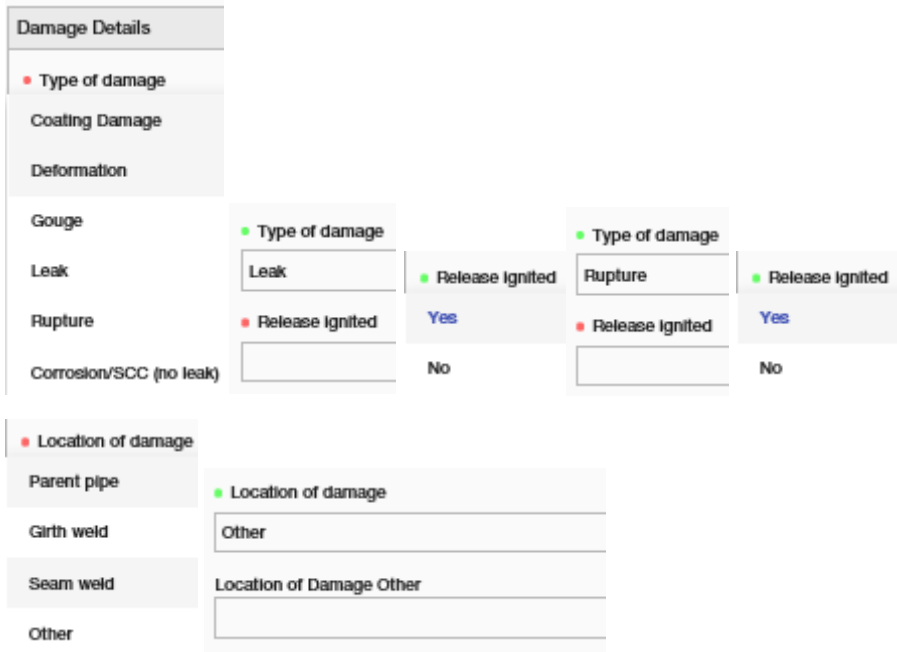 Damage Details
Type of damage
Coating Damage
Deformation
Gouge
Leak
Rupture
Corrosion/SCC (no leak)
Type of damage
Leak
Release ignited
Release ignited
Yes
No
Type of damage
Rupture
Release ignited
Release ignited
Yes
No
Location of damage
Parent pipe
Girth weld
Seam weld
Other
Location of damage
Other
Location of Damage Other